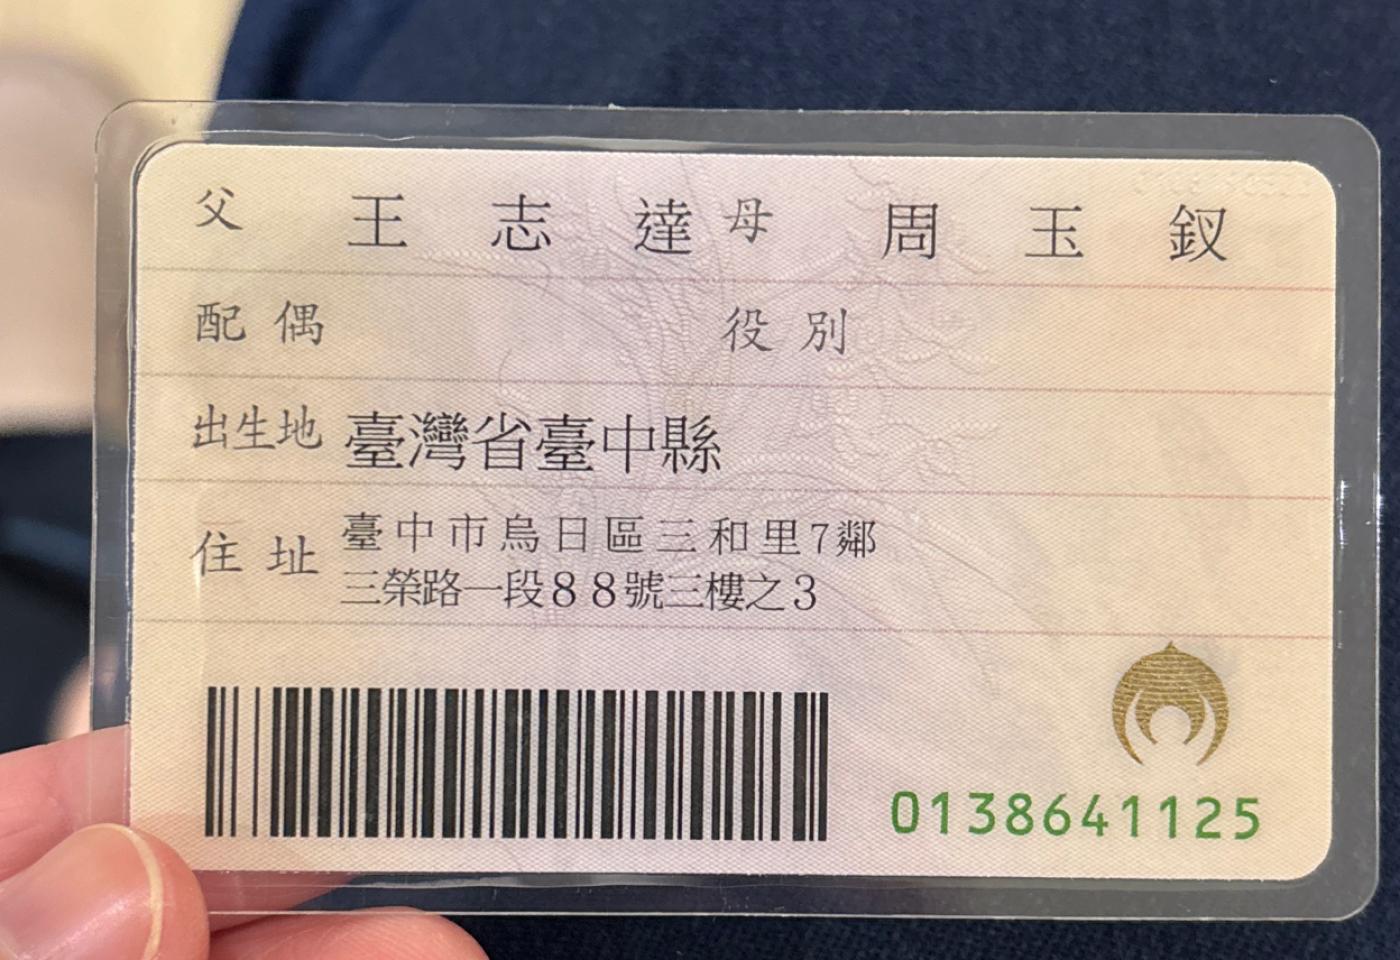 父 王志達 母 周玉釵
配偶 役別
出生地 臺灣省臺中縣
住址 臺中市烏日區三和里7鄰
三榮路一段88號三樓之3
0138641125